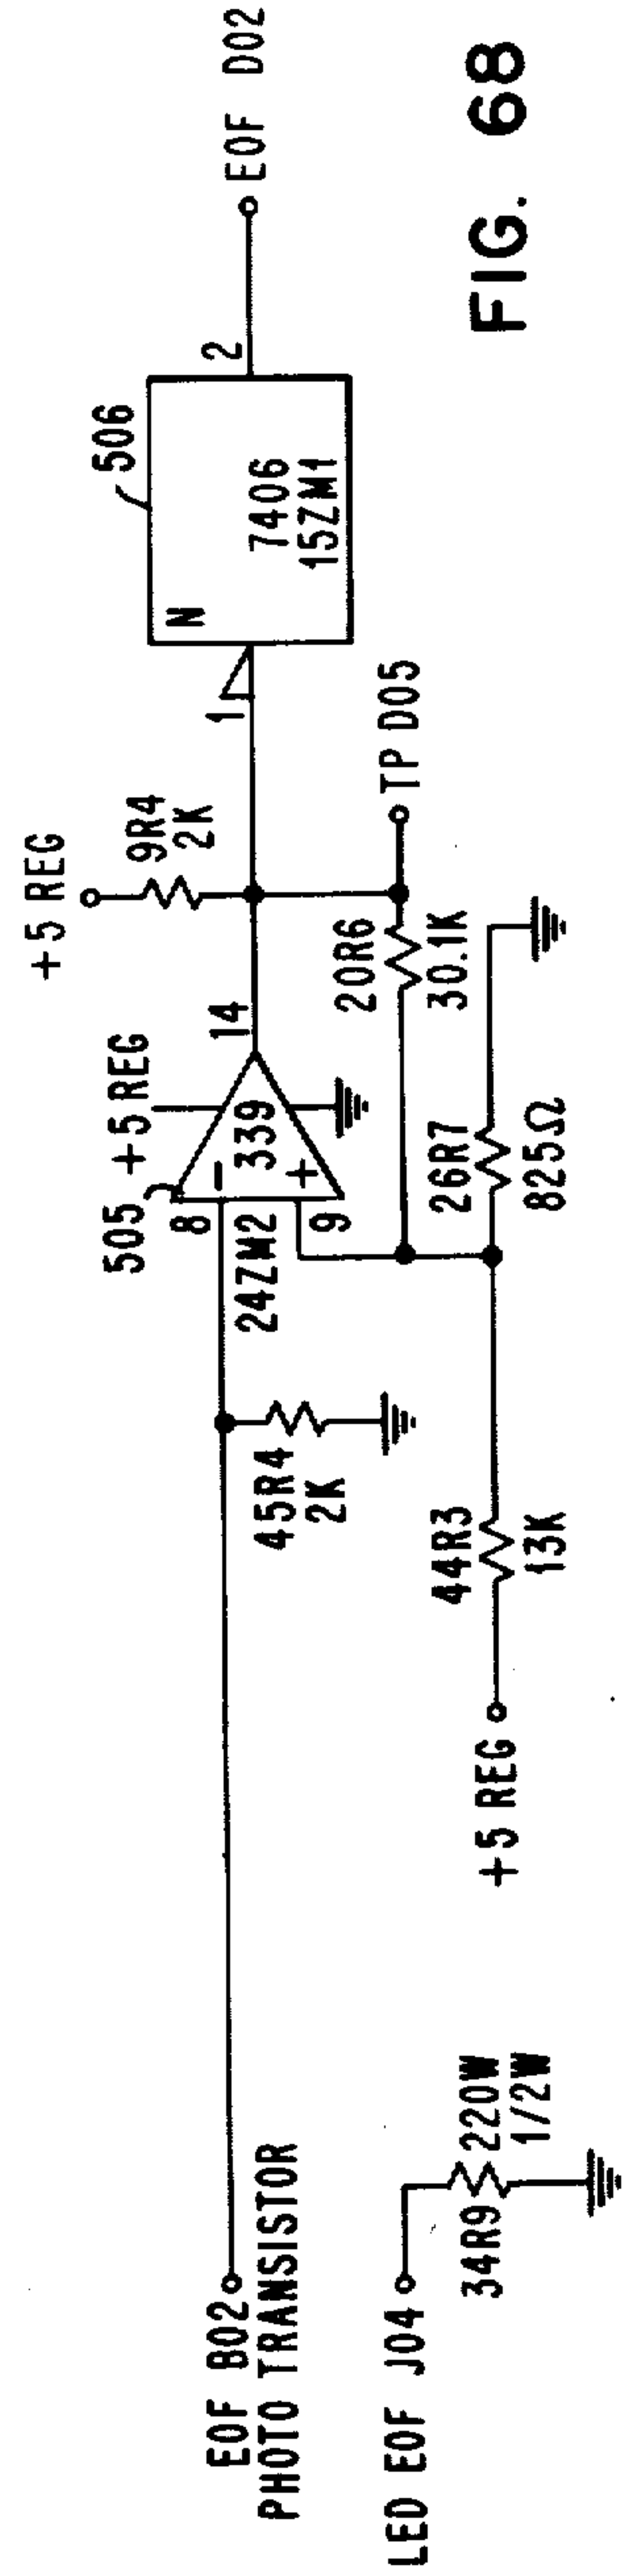 EOF B02
PHOTO TRANSISTOR
LED EOF J04
34R9
220W
1/2W
+5 REG
44R3
13K
45R4
2K
505
+5 REG
8
24ZM2
9
-
339
+
14
26R7
825Ω
20R6
30.1K
+5 REG
9R4
2K
TP D05
1
N
506
7406
15ZM1
2
EOF D02
FIG. 68